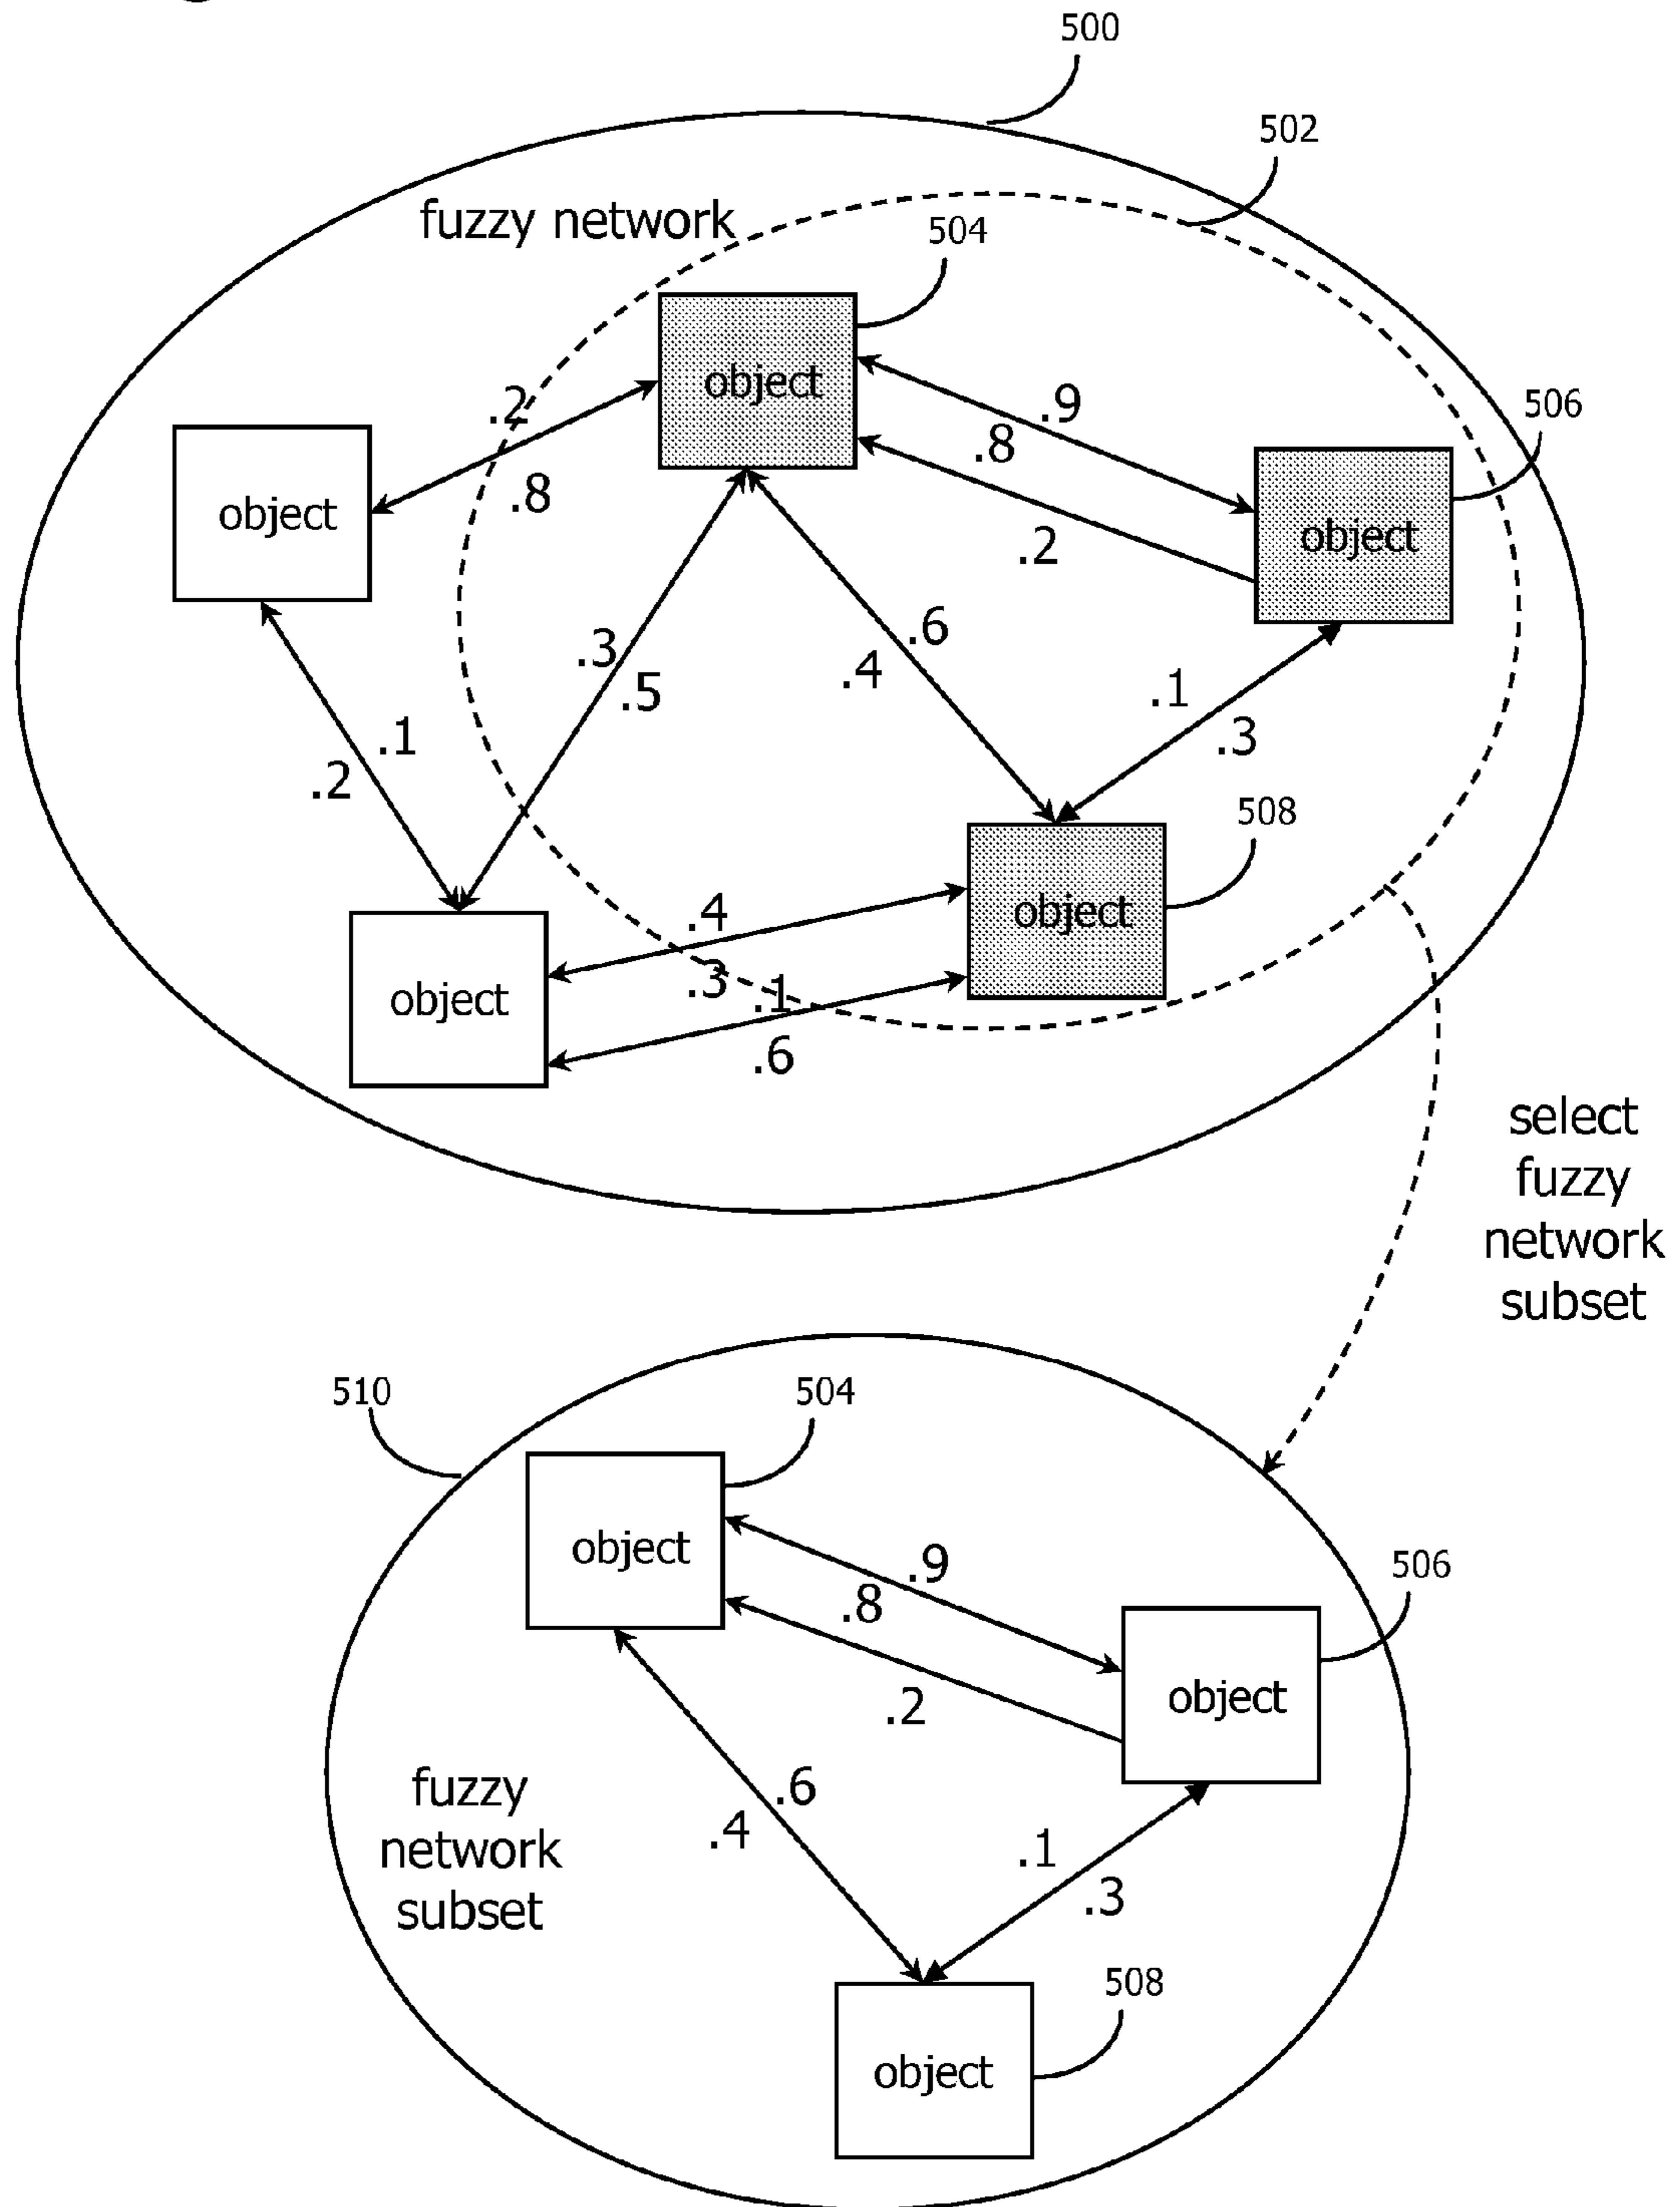 500
502
fuzzy network
504
object
.2
.9
506
.8
object
.8
object
.2
.6
.3
.4
.5
.1
.1
.3
.2
508
.4
object
.3
.1
object
.6
select
fuzzy
network
subset
510
504
object
.9
506
.8
object
.2
.6
fuzzy
.4
network
.1
subset
.3
508
object